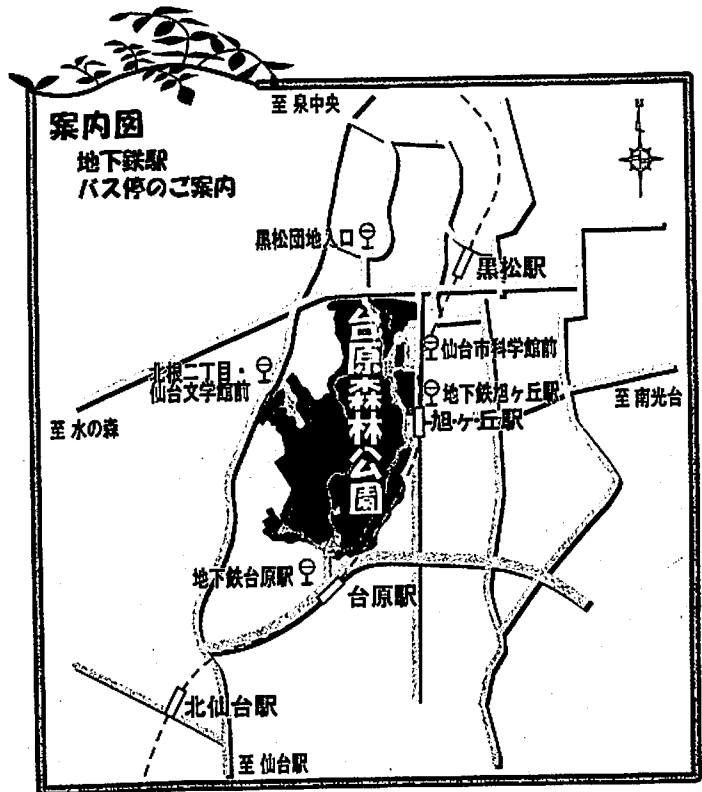 至 泉中央
案内図
地下鉄駅
バス停のご案内
N
黒松団地入口
黒松駅
台原森林公園
仙台市科学館前
北根二丁目・
仙台文学館前
地下鉄旭ヶ丘駅
至 南光台
旭ヶ丘駅
至 水の森
地下鉄台原駅
台原駅
北仙台駅
至 仙台駅